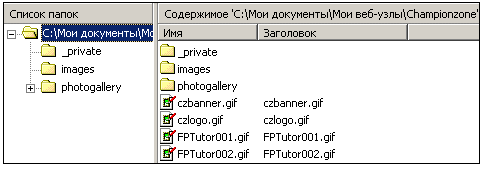 Список папок
C:\Мои документы\Мо
_private
images
photogallery
Содержимое 'C:\Мои документы\Мои веб-узлы\Championzone'
Имя Заголовок
_private
images
photogallery
czbanner.gif czbanner.gif
czlogo.gif czlogo.gif
FPTutor001.gif FPTutor001.gif
FPTutor002.gif FPTutor002.gif